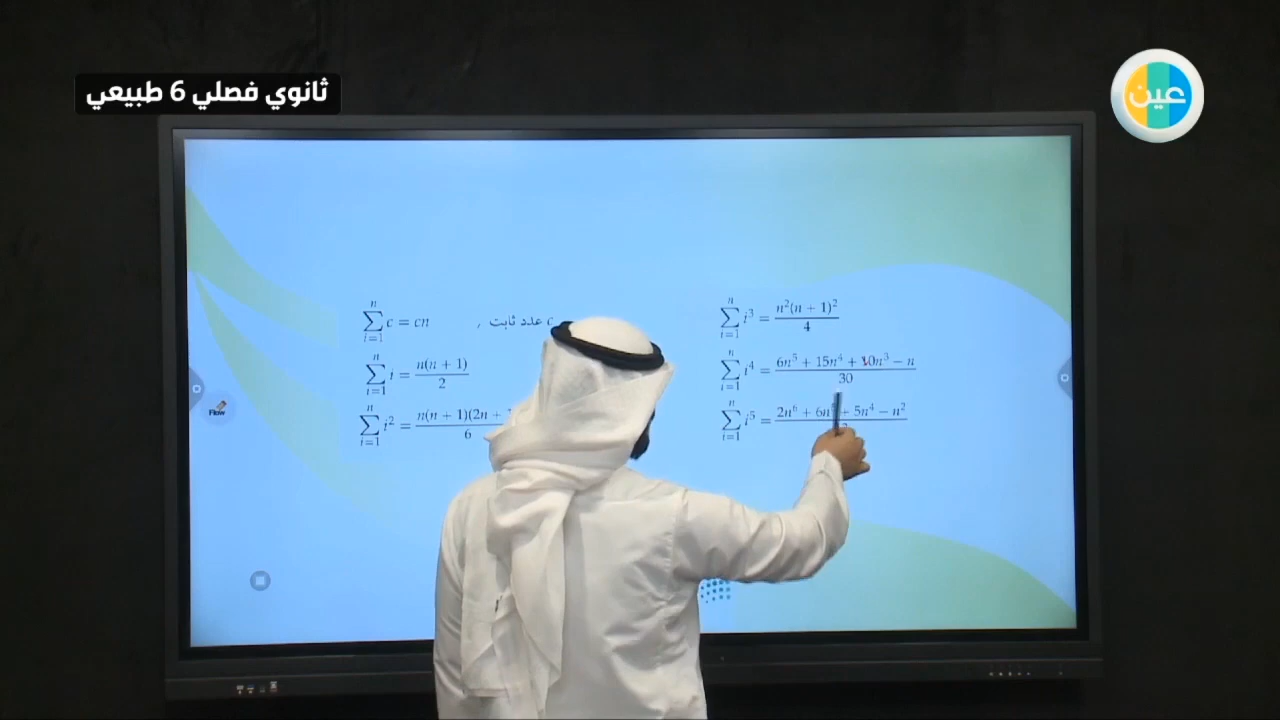 ثانوي فصلي 6 طبيعي
عين
∑_{i=1}^{n} c = cn , c عدد ثابت
∑_{i=1}^{n} i = n(n + 1)/2
∑_{i=1}^{n} i² = n(n + 1)(2n + /6
∑_{i=1}^{n} i³ = n²(n + 1)²/4
∑_{i=1}^{n} i⁴ = 6n⁵ + 15n⁴ + 10n³ − n/30
∑_{i=1}^{n} i⁵ = 2n⁶ + 6n + 5n⁴ − n²
Flow